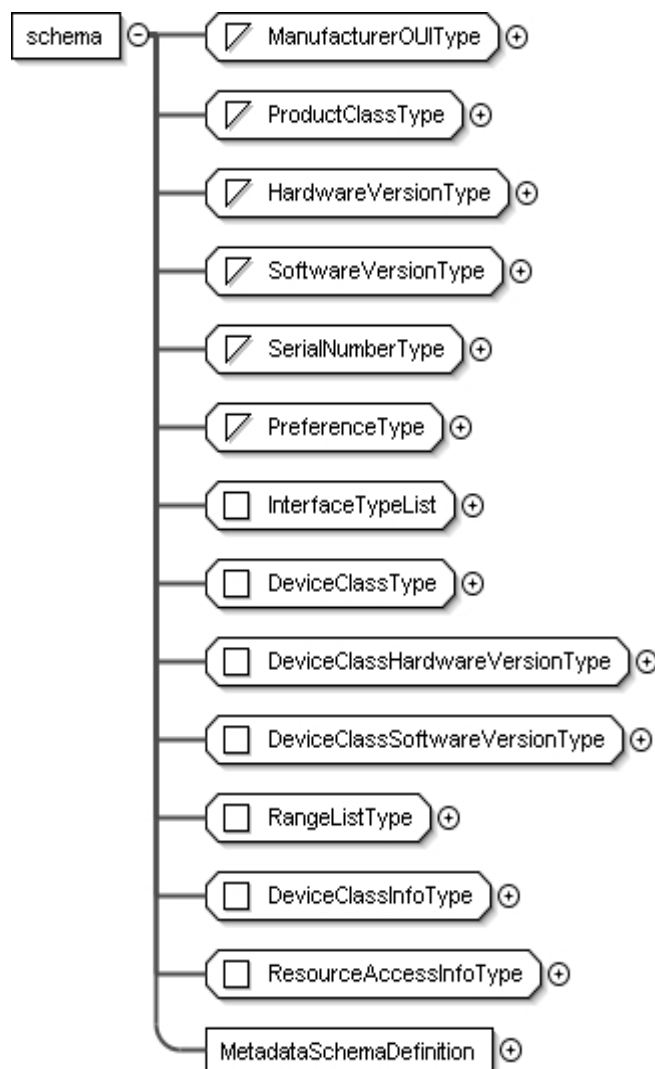 schema
ManufacturerOUIType
ProductClassType
HardwareVersionType
SoftwareVersionType
SerialNumberType
PreferenceType
InterfaceTypeList
DeviceClassType
DeviceClassHardwareVersionType
DeviceClassSoftwareVersionType
RangeListType
DeviceClassInfoType
ResourceAccessInfoType
MetadataSchemaDefinition